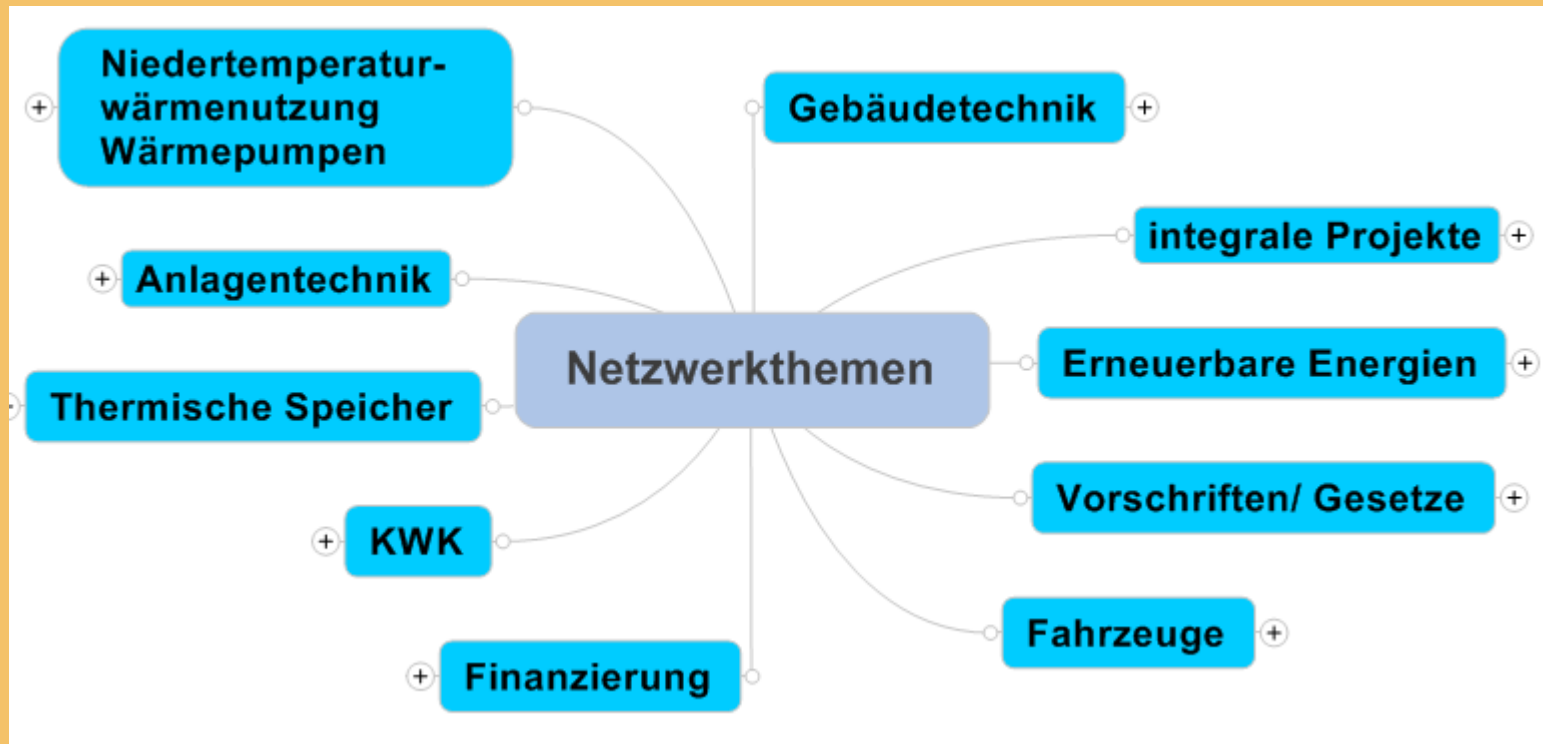 Niedertemperatur-
wärmenutzung
Wärmepumpen
Gebäudetechnik
integrale Projekte
Anlagentechnik
Netzwerkthemen
Erneuerbare Energien
Thermische Speicher
Vorschriften/ Gesetze
KWK
Fahrzeuge
Finanzierung